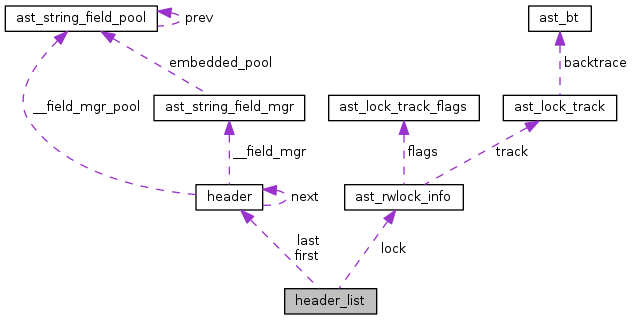 ast_string_field_pool
prev
ast_bt
embedded_pool
backtrace
__field_mgr_pool
ast_string_field_mgr
ast_lock_track_flags
ast_lock_track
__field_mgr
flags
track
header
next
ast_rwlock_info
last
first
lock
header_list